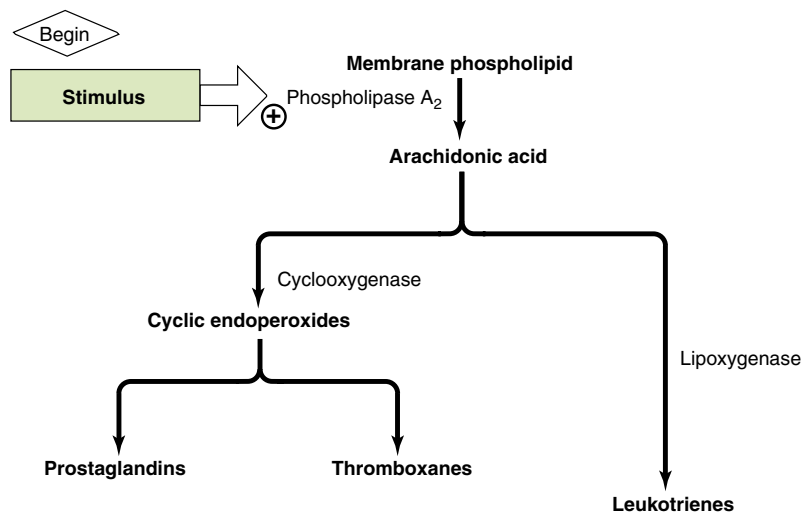 Begin
Stimulus
+
Membrane phospholipid
Phospholipase A₂
Arachidonic acid
Cyclooxygenase
Cyclic endoperoxides
Lipoxygenase
Prostaglandins
Thromboxanes
Leukotrienes